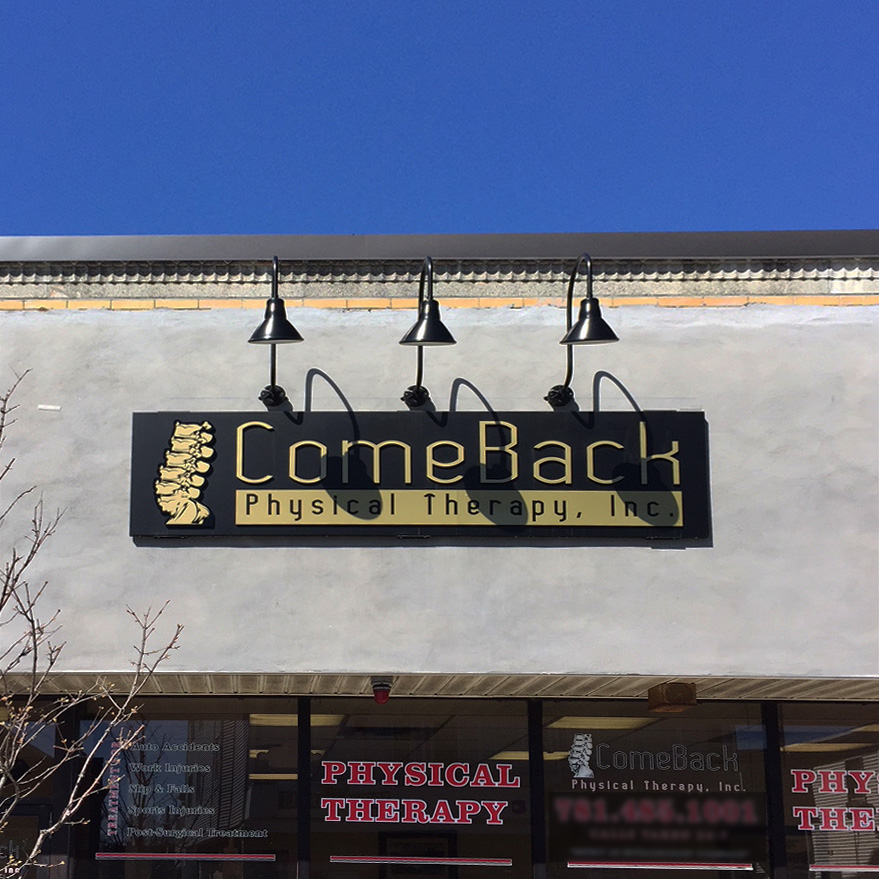 ComeBack
Physical Therapy, Inc.
TREATMENT
Auto Accidents
Work Injuries
Slip & Falls
Sports Injuries
Post-Surgical Treatment
PHYSICAL
THERAPY
ComeBack
Physical Therapy, Inc.
PHY
THE